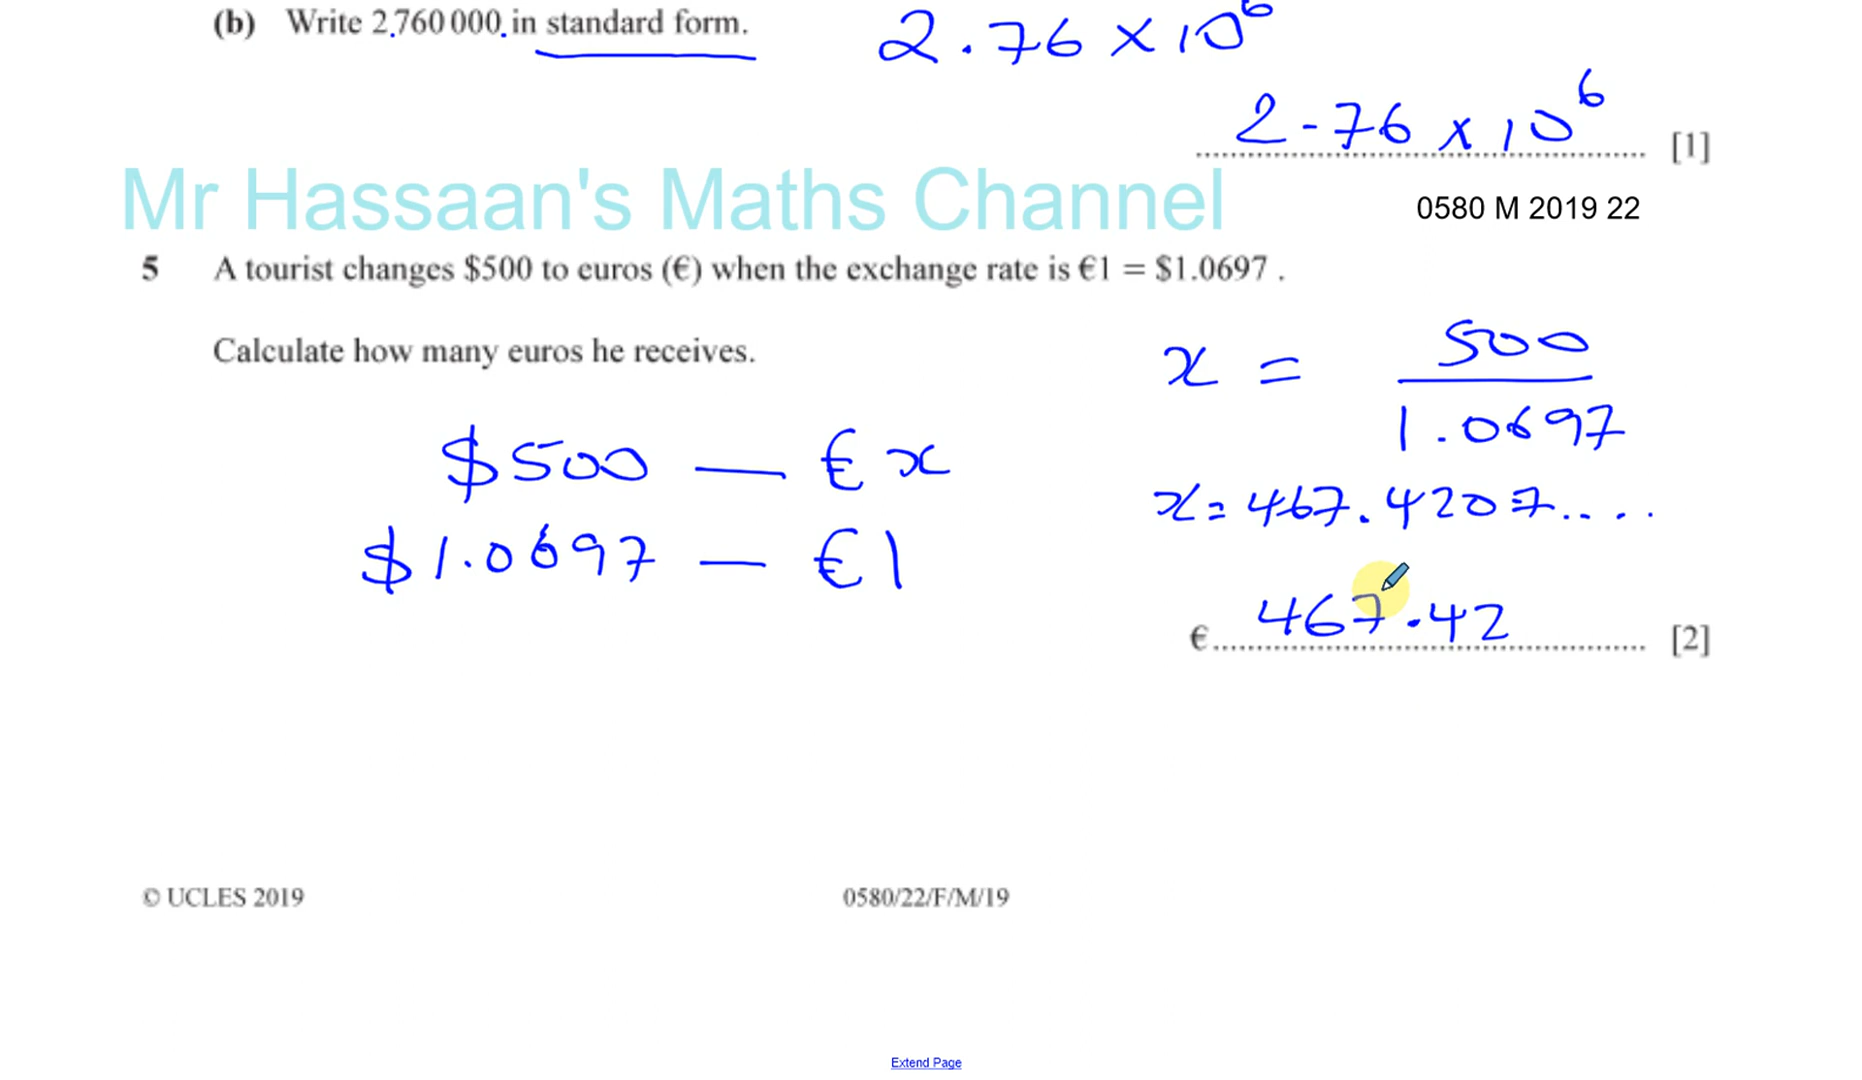 (b) Write 2.760 000. in standard form.
2.76 × 10⁶
2.76 × 10⁶ [1]
Mr Hassaan's Maths Channel
0580 M 2019 22
5 A tourist changes $500 to euros (€) when the exchange rate is €1 = $1.0697 .
Calculate how many euros he receives.
x = 500 / 1.0697
$500 — € x
x = 467.4207.....
$1.0697 — €1
€ 467.42 [2]
© UCLES 2019
0580/22/F/M/19
Extend Page